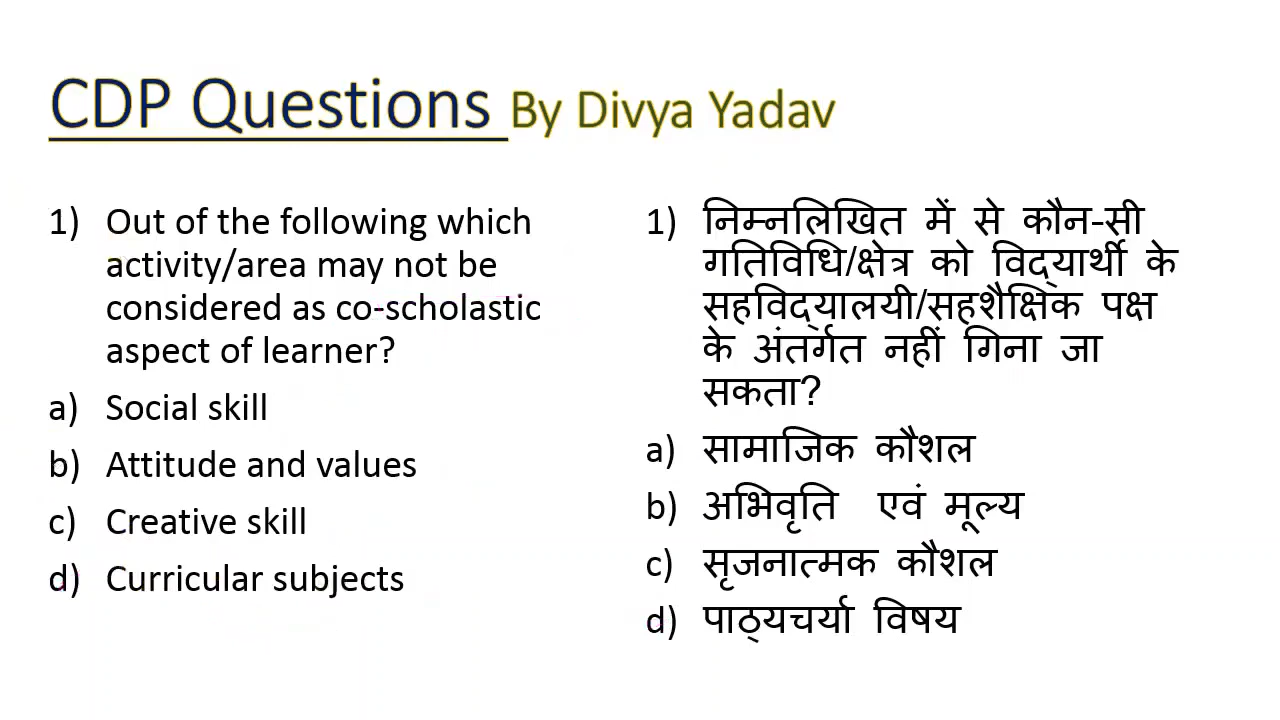 CDP Questions By Divya Yadav
1) Out of the following which
activity/area may not be
considered as co-scholastic
aspect of learner?
a) Social skill
b) Attitude and values
c) Creative skill
d) Curricular subjects
1) निम्नलिखित में से कौन-सी
गतिविधि/क्षेत्र को विद्यार्थी के
सहविद्यालयी/सहशैक्षिक पक्ष
के अंतर्गत नहीं गिना जा
सकता?
a) सामाजिक कौशल
b) अभिवृति एवं मूल्य
c) सृजनात्मक कौशल
d) पाठ्यचर्या विषय